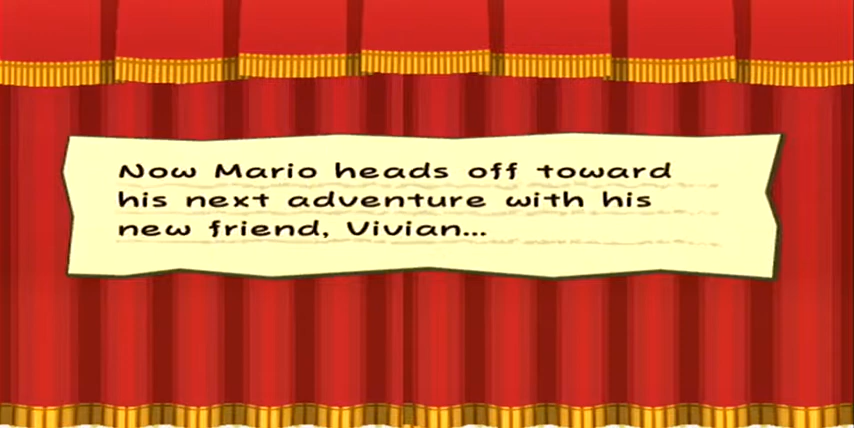 Now Mario heads off toward
his next adventure with his
new friend, Vivian...